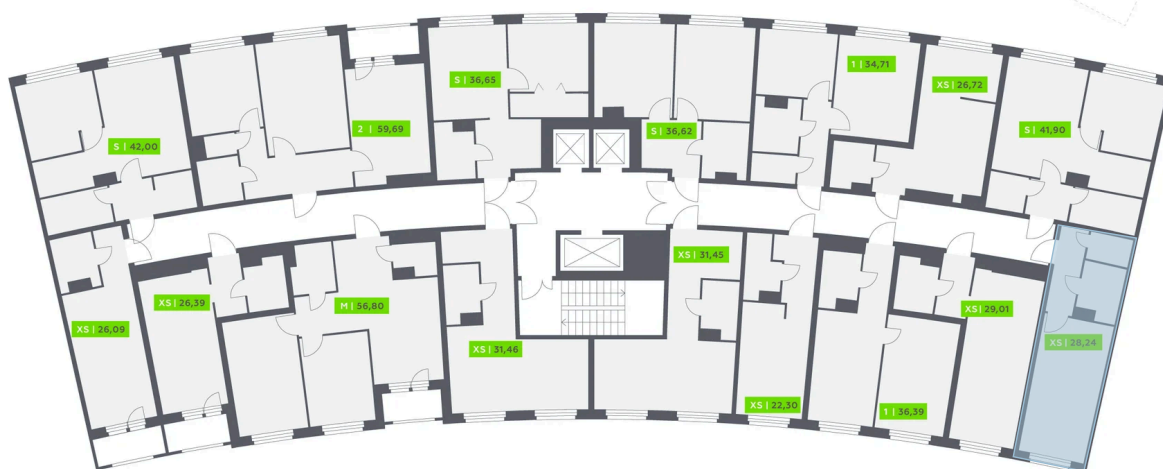 S | 42,00
2 | 59,69
S | 36,65
S | 36,62
1 | 34,71
XS | 26,72
S | 41,90
XS | 26,09
XS | 26,39
M | 56,80
XS | 31,46
XS | 31,45
XS | 22,30
1 | 36,39
XS | 29,01
XS | 28,24